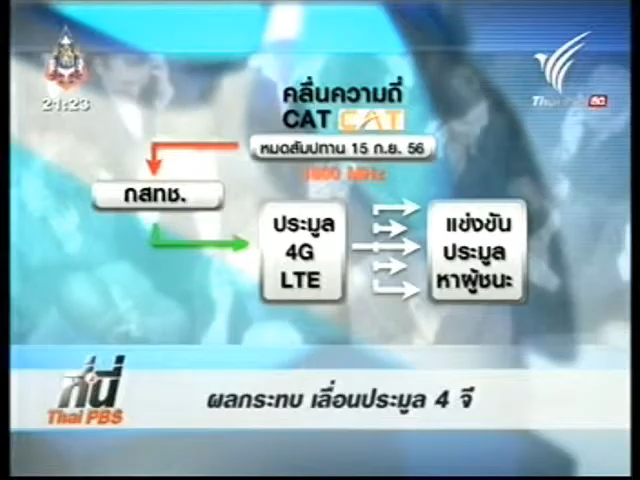 21:23
Thai
คลื่นความถี่
CAT CAT
หมดสัมปทาน 15 ก.ย. 56
1800 MHz
กสทช.
ประมูล
4G
LTE
แข่งขัน
ประมูล
หาผู้ชนะ
ที่นี่
Thai PBS
ผลกระทบ เลื่อนประมูล 4 จี